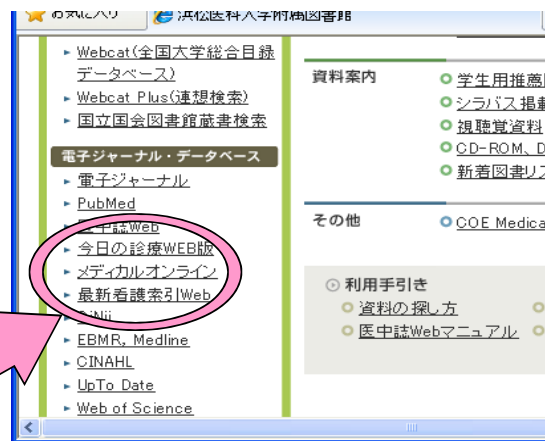 お気に入り
浜松医科大学附属図書館
Webcat(全国大学総合目録
データベース)
Webcat Plus(連想検索)
国立国会図書館蔵書検索
電子ジャーナル・データベース
電子ジャーナル
PubMed
医中誌Web
今日の診療WEB版
メディカルオンライン
最新看護索引Web
CiNii
EBMR, Medline
CINAHL
UpTo Date
Web of Science
資料案内
学生用推薦
シラバス掲
視聴覚資料
CD-ROM、D
新着図書リス
その他
COE Medica
利用手引き
資料の探し方
医中誌Webマニュアル